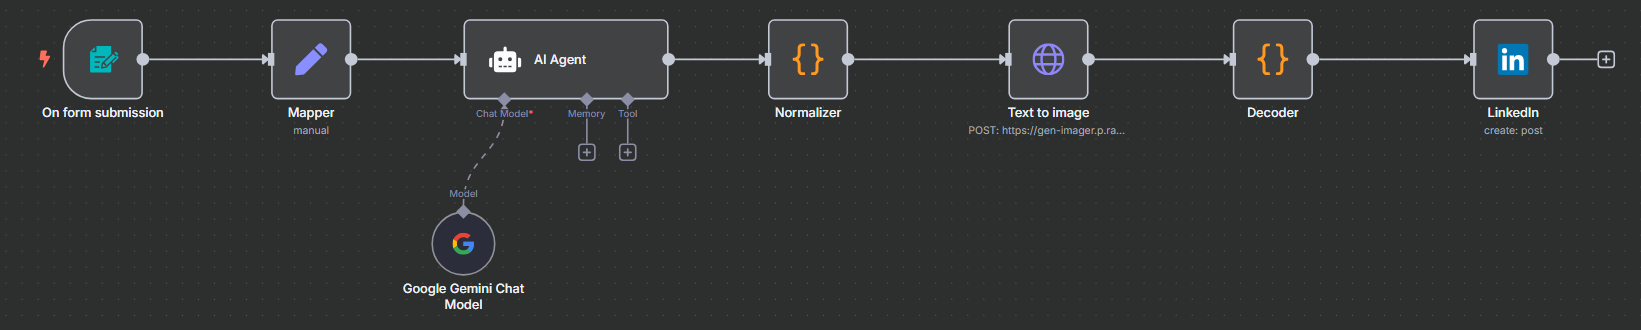 AI Agent
Chat Model*
Memory
Tool
On form submission
Mapper
manual
Normalizer
Text to image
POST: https://gen-imager.p.ra...
Decoder
in
LinkedIn
create: post
Model
G
Google Gemini Chat
Model